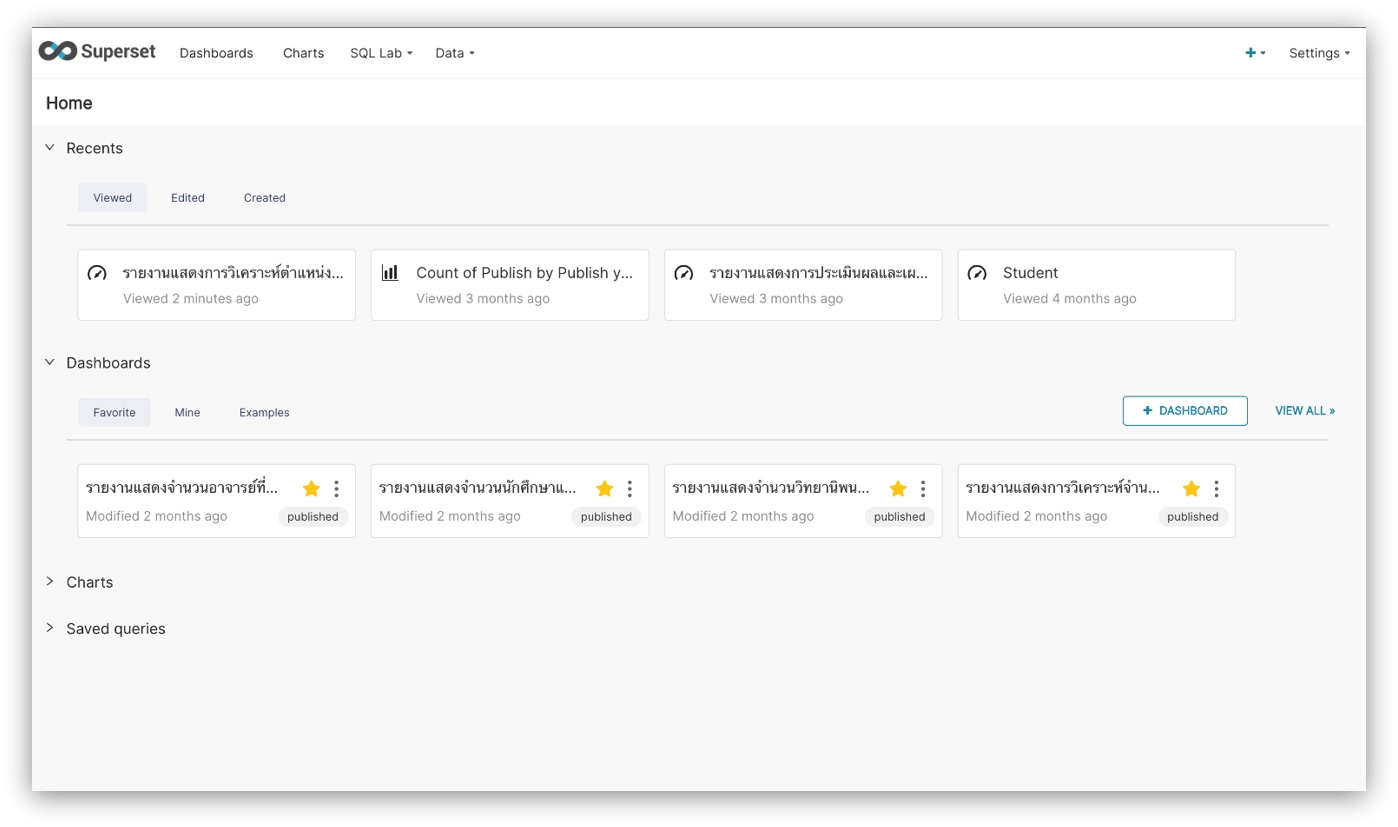 Superset Dashboards Charts SQL Lab Data + Settings
Home
Recents
Viewed Edited Created
รายงานแสดงการวิเคราะห์ตำแหน่ง...
Viewed 2 minutes ago
Count of Publish by Publish y...
Viewed 3 months ago
รายงานแสดงการประเมินผลและเผ...
Viewed 3 months ago
Student
Viewed 4 months ago
Dashboards
Favorite Mine Examples + DASHBOARD VIEW ALL »
รายงานแสดงจำนวนอาจารย์ที่...
Modified 2 months ago published
รายงานแสดงจำนวนนักศึกษาแ...
Modified 2 months ago published
รายงานแสดงจำนวนวิทยานิพน...
Modified 2 months ago published
รายงานแสดงการวิเคราะห์จำน...
Modified 2 months ago published
Charts
Saved queries